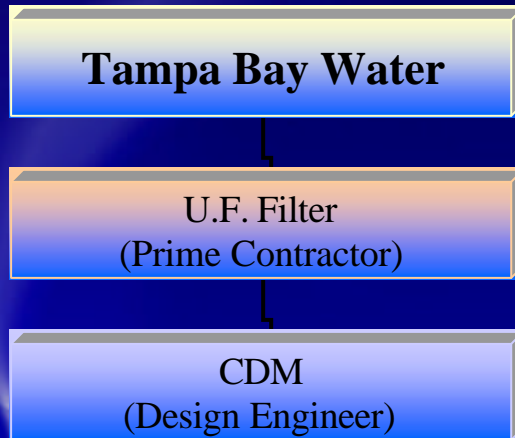 Tampa Bay Water
U.F. Filter
(Prime Contractor)
CDM
(Design Engineer)